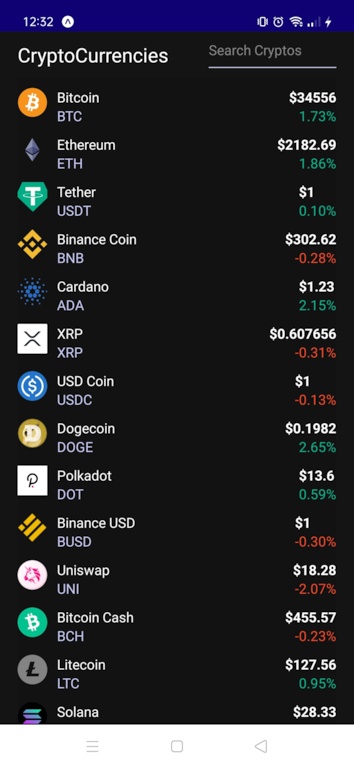 12:32
CryptoCurrencies
Search Cryptos
Bitcoin $34556
BTC 1.73%
Ethereum $2182.69
ETH 1.86%
Tether $1
USDT 0.10%
Binance Coin $302.62
BNB -0.28%
Cardano $1.23
ADA 2.15%
XRP $0.607656
XRP -0.31%
USD Coin $1
USDC -0.13%
Dogecoin $0.1982
DOGE 2.65%
Polkadot $13.6
DOT 0.59%
Binance USD $1
BUSD -0.30%
Uniswap $18.28
UNI -2.07%
Bitcoin Cash $455.57
BCH -0.23%
Litecoin $127.56
LTC 0.95%
Solana $28.33